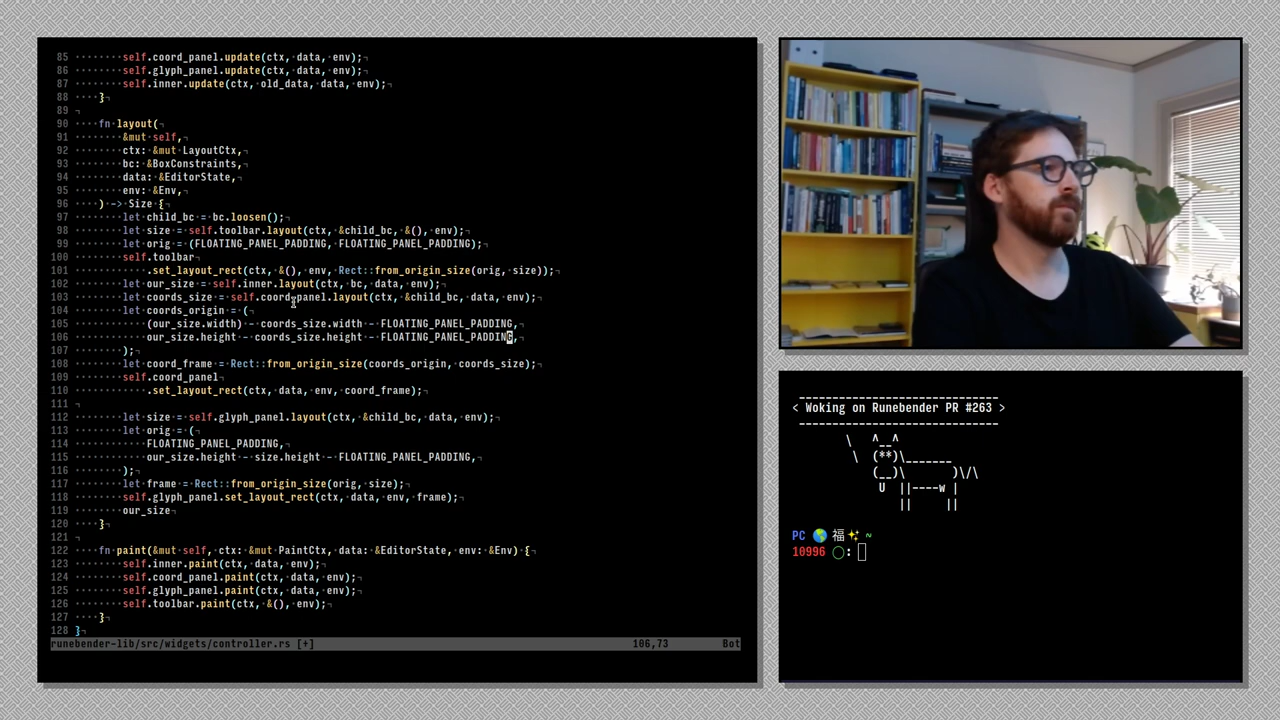 85 ········self.coord_panel.update(ctx,·data,·env);¬
86 ········self.glyph_panel.update(ctx,·data,·env);¬
87 ········self.inner.update(ctx,·old_data,·data,·env);¬
88 ····}¬
89 ¬
90 ····fn·layout(¬
91 ········&mut·self,¬
92 ········ctx:·&mut·LayoutCtx,¬
93 ········bc:·&BoxConstraints,¬
94 ········data:·&EditorState,¬
95 ········env:·&Env,¬
96 ····)·->·Size·{¬
97 ········let·child_bc·=·bc.loosen();¬
98 ········let·size·=·self.toolbar.layout(ctx,·&child_bc,·&(),·env);¬
99 ········let·orig·=·(FLOATING_PANEL_PADDING,·FLOATING_PANEL_PADDING);¬
100 ········self.toolbar¬
101 ············.set_layout_rect(ctx,·&(),·env,·Rect::from_origin_size(orig,·size));¬
102 ········let·our_size·=·self.inner.layout(ctx,·bc,·data,·env);¬
103 ········let·coords_size·=·self.coord_panel.layout(ctx,·&child_bc,·data,·env);¬
104 ········let·coords_origin·=·(¬
105 ············(our_size.width)·-·coords_size.width·-·FLOATING_PANEL_PADDING,¬
106 ············our_size.height·-·coords_size.height·-·FLOATING_PANEL_PADDING,¬
107 ········);¬
108 ········let·coord_frame·=·Rect::from_origin_size(coords_origin,·coords_size);¬
109 ········self.coord_panel¬
110 ············.set_layout_rect(ctx,·data,·env,·coord_frame);¬
111 ¬
112 ········let·size·=·self.glyph_panel.layout(ctx,·&child_bc,·data,·env);¬
113 ········let·orig·=·(¬
114 ············FLOATING_PANEL_PADDING,¬
115 ············our_size.height·-·size.height·-·FLOATING_PANEL_PADDING,¬
116 ········);¬
117 ········let·frame·=·Rect::from_origin_size(orig,·size);¬
118 ········self.glyph_panel.set_layout_rect(ctx,·data,·env,·frame);¬
119 ········our_size¬
120 ····}¬
121 ¬
122 ····fn·paint(&mut·self,·ctx:·&mut·PaintCtx,·data:·&EditorState,·env:·&Env)·{¬
123 ········self.inner.paint(ctx,·data,·env);¬
124 ········self.coord_panel.paint(ctx,·data,·env);¬
125 ········self.glyph_panel.paint(ctx,·data,·env);¬
126 ········self.toolbar.paint(ctx,·&(),·env);¬
127 ····}¬
128 }¬
runebender-lib/src/widgets/controller.rs [+] 106,73 Bot
< Woking on Runebender PR #263 >
PC 🌎 福✨ ~
10996 ◯: